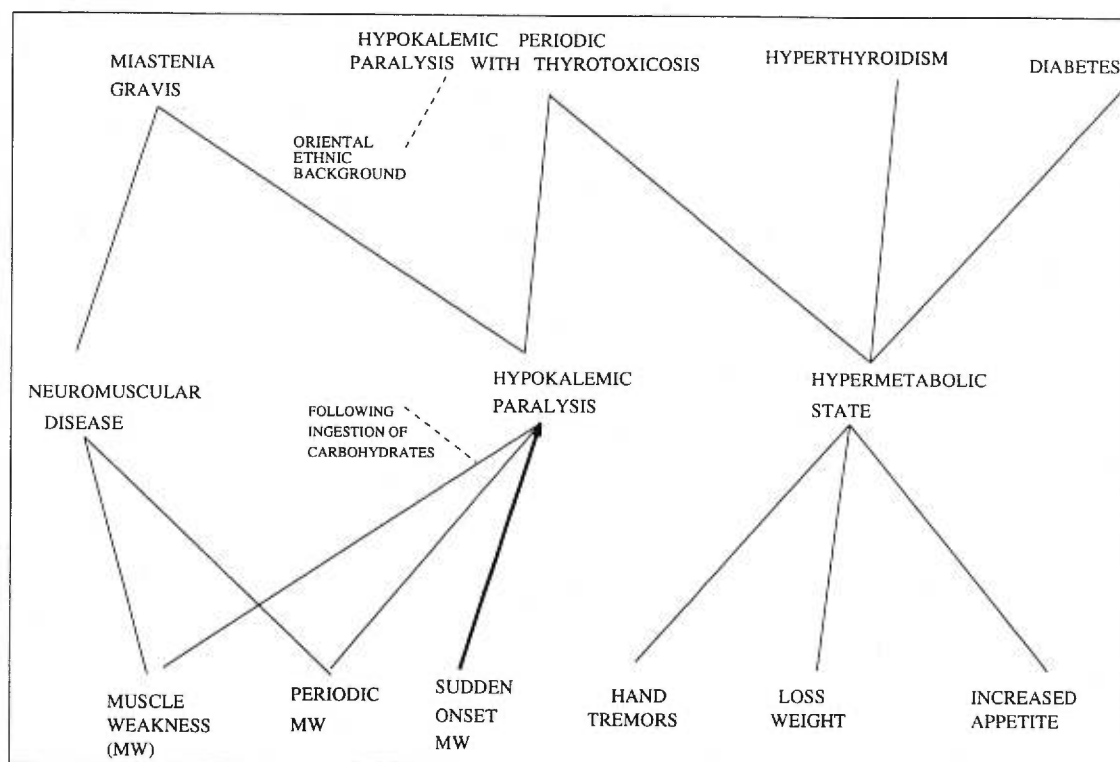 MIASTENIA
GRAVIS
HYPOKALEMIC PERIODIC
PARALYSIS WITH THYROTOXICOSIS
HYPERTHYROIDISM
DIABETES
ORIENTAL
ETHNIC
BACKGROUND
NEUROMUSCULAR
DISEASE
FOLLOWING
INGESTION OF
CARBOHYDRATES
HYPOKALEMIC
PARALYSIS
HYPERMETABOLIC
STATE
MUSCLE
WEAKNESS
(MW)
PERIODIC
MW
SUDDEN
ONSET
MW
HAND
TREMORS
LOSS
WEIGHT
INCREASED
APPETITE